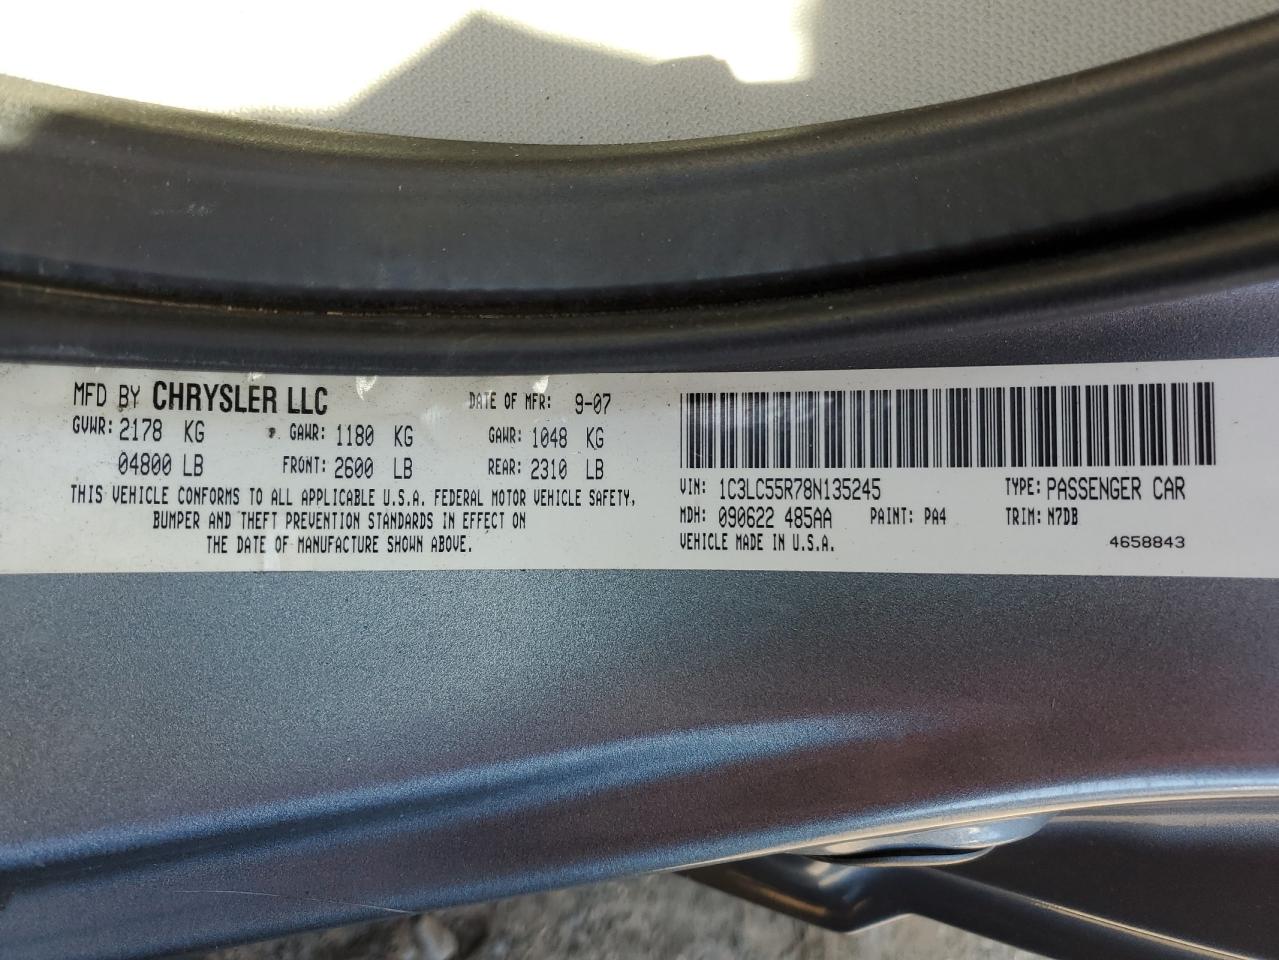 MFD BY CHRYSLER LLC DATE OF MFR: 9-07
GVWR: 2178 KG GAWR: 1180 KG GAWR: 1048 KG
04800 LB FRONT: 2600 LB REAR: 2310 LB
THIS VEHICLE CONFORMS TO ALL APPLICABLE U.S.A. FEDERAL MOTOR VEHICLE SAFETY,
BUMPER AND THEFT PREVENTION STANDARDS IN EFFECT ON
THE DATE OF MANUFACTURE SHOWN ABOVE.
VIN: 1C3LC55R78N135245 TYPE: PASSENGER CAR
MDH: 090622 485AA PAINT: PA4 TRIM: N7DB
VEHICLE MADE IN U.S.A. 4658843